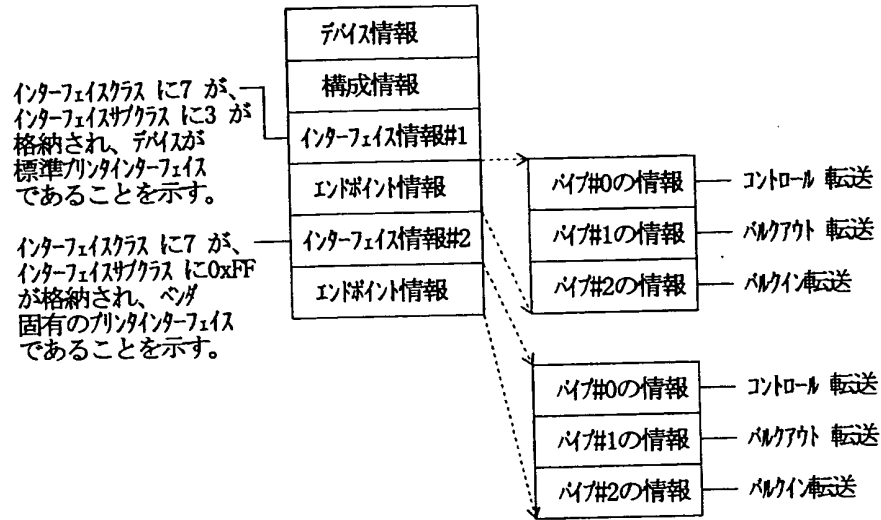 デバイス情報
構成情報
インターフェイス情報#1
エンドポイント情報
インターフェイス情報#2
エンドポイント情報
インターフェイスクラス に7 が、
インターフェイスサブクラス に3 が
格納され、デバイスが
標準プリンタインターフェイス
であることを示す。
インターフェイスクラス に7 が、
インターフェイスサブクラス に0xFF
が格納され、ベンダ
固有のプリンタインターフェイス
であることを示す。
パイプ#0の情報
コントロール 転送
パイプ#1の情報
バルクアウト 転送
パイプ#2の情報
バルクイン転送
パイプ#0の情報
コントロール 転送
パイプ#1の情報
バルクアウト 転送
パイプ#2の情報
バルクイン転送